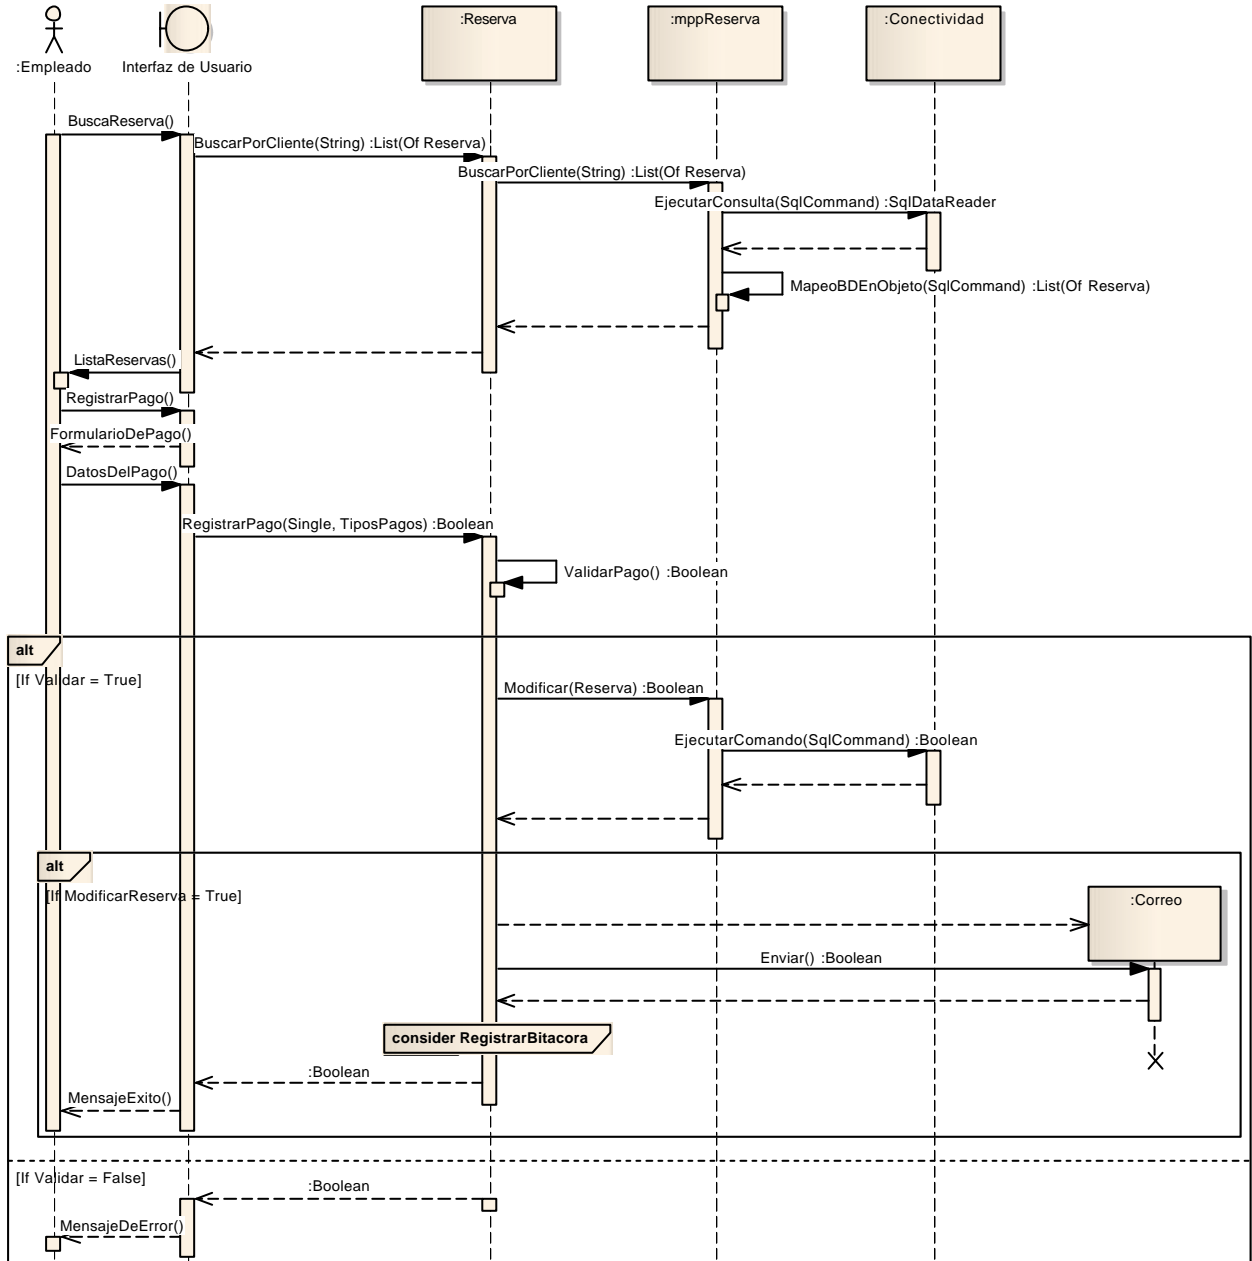 :Empleado
Interfaz de Usuario
:Reserva
:mppReserva
:Conectividad
BuscaReserva()
BuscarPorCliente(String) :List(Of Reserva)
BuscarPorCliente(String) :List(Of Reserva)
EjecutarConsulta(SqlCommand) :SqlDataReader
MapeoBDEnObjeto(SqlCommand) :List(Of Reserva)
ListaReservas()
RegistrarPago()
FormularioDePago()
DatosDelPago()
RegistrarPago(Single, TiposPagos) :Boolean
ValidarPago() :Boolean
alt
[If Validar = True]
Modificar(Reserva) :Boolean
EjecutarComando(SqlCommand) :Boolean
alt
[If ModificarReserva = True]
:Correo
Enviar() :Boolean
consider RegistrarBitacora
:Boolean
MensajeExito()
[If Validar = False]
:Boolean
MensajeDeError()